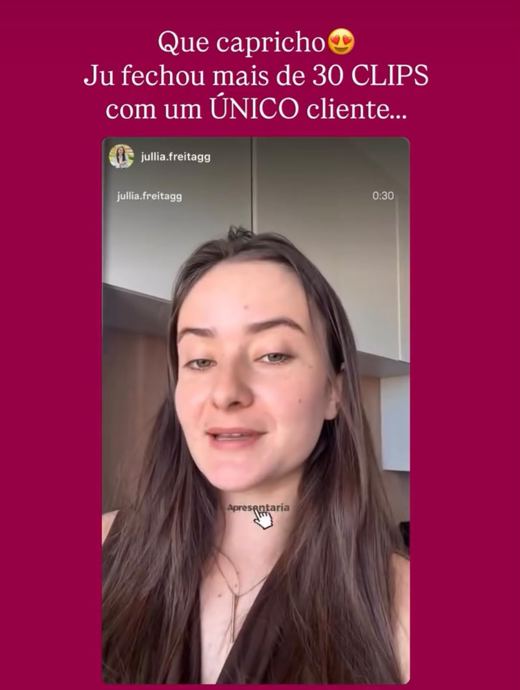 Que capricho😍
Ju fechou mais de 30 CLIPS
com um ÚNICO cliente...
jullia.freitagg
jullia.freitagg 0:30
Apresentaria